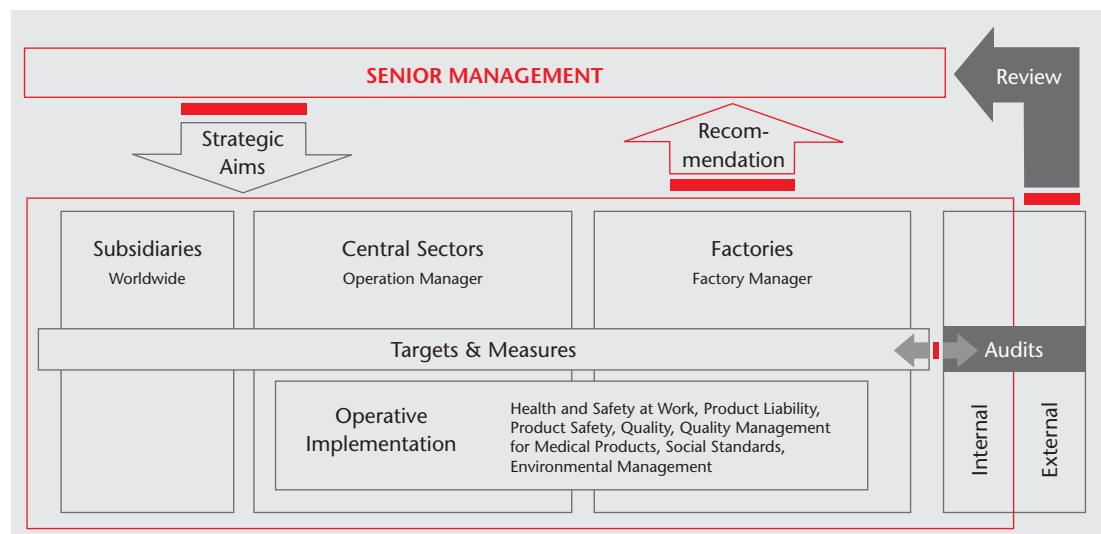 SENIOR MANAGEMENT
Review
Strategic
Aims
Recom-
mendation
Subsidiaries
Worldwide
Central Sectors
Operation Manager
Factories
Factory Manager
Targets & Measures
Audits
Operative
Implementation
Health and Safety at Work, Product Liability,
Product Safety, Quality, Quality Management
for Medical Products, Social Standards,
Environmental Management
Internal
External